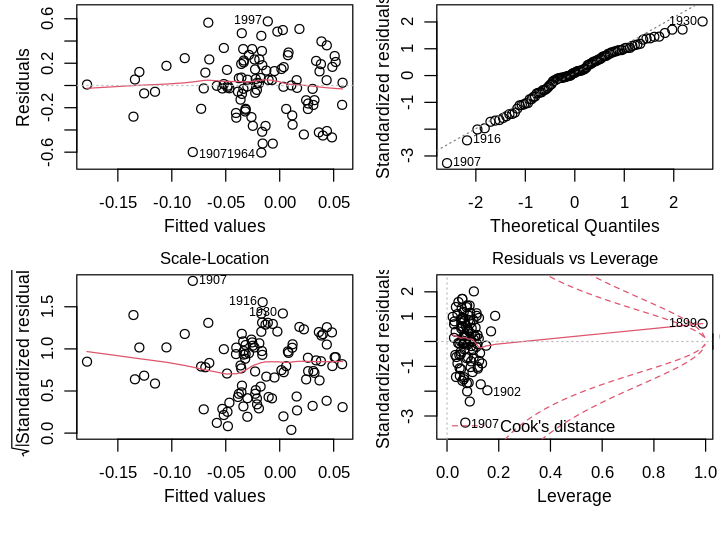 Residuals
0.6
0.2
-0.2
-0.6
1997
1907 1964
-0.15 -0.10 -0.05 0.00 0.05
Fitted values
Standardized residuals
2
1
0
-1
-3
1930
1916
1907
-2 -1 0 1 2
Theoretical Quantiles
Scale-Location
√|Standardized residual
1.5
1.0
0.5
0.0
1907
1916
1930
-0.15 -0.10 -0.05 0.00 0.05
Fitted values
Residuals vs Leverage
Standardized residuals
2
1
-1
-3
1899
1902
1907
Cook's distance
0.0 0.2 0.4 0.6 0.8 1.0
Leverage